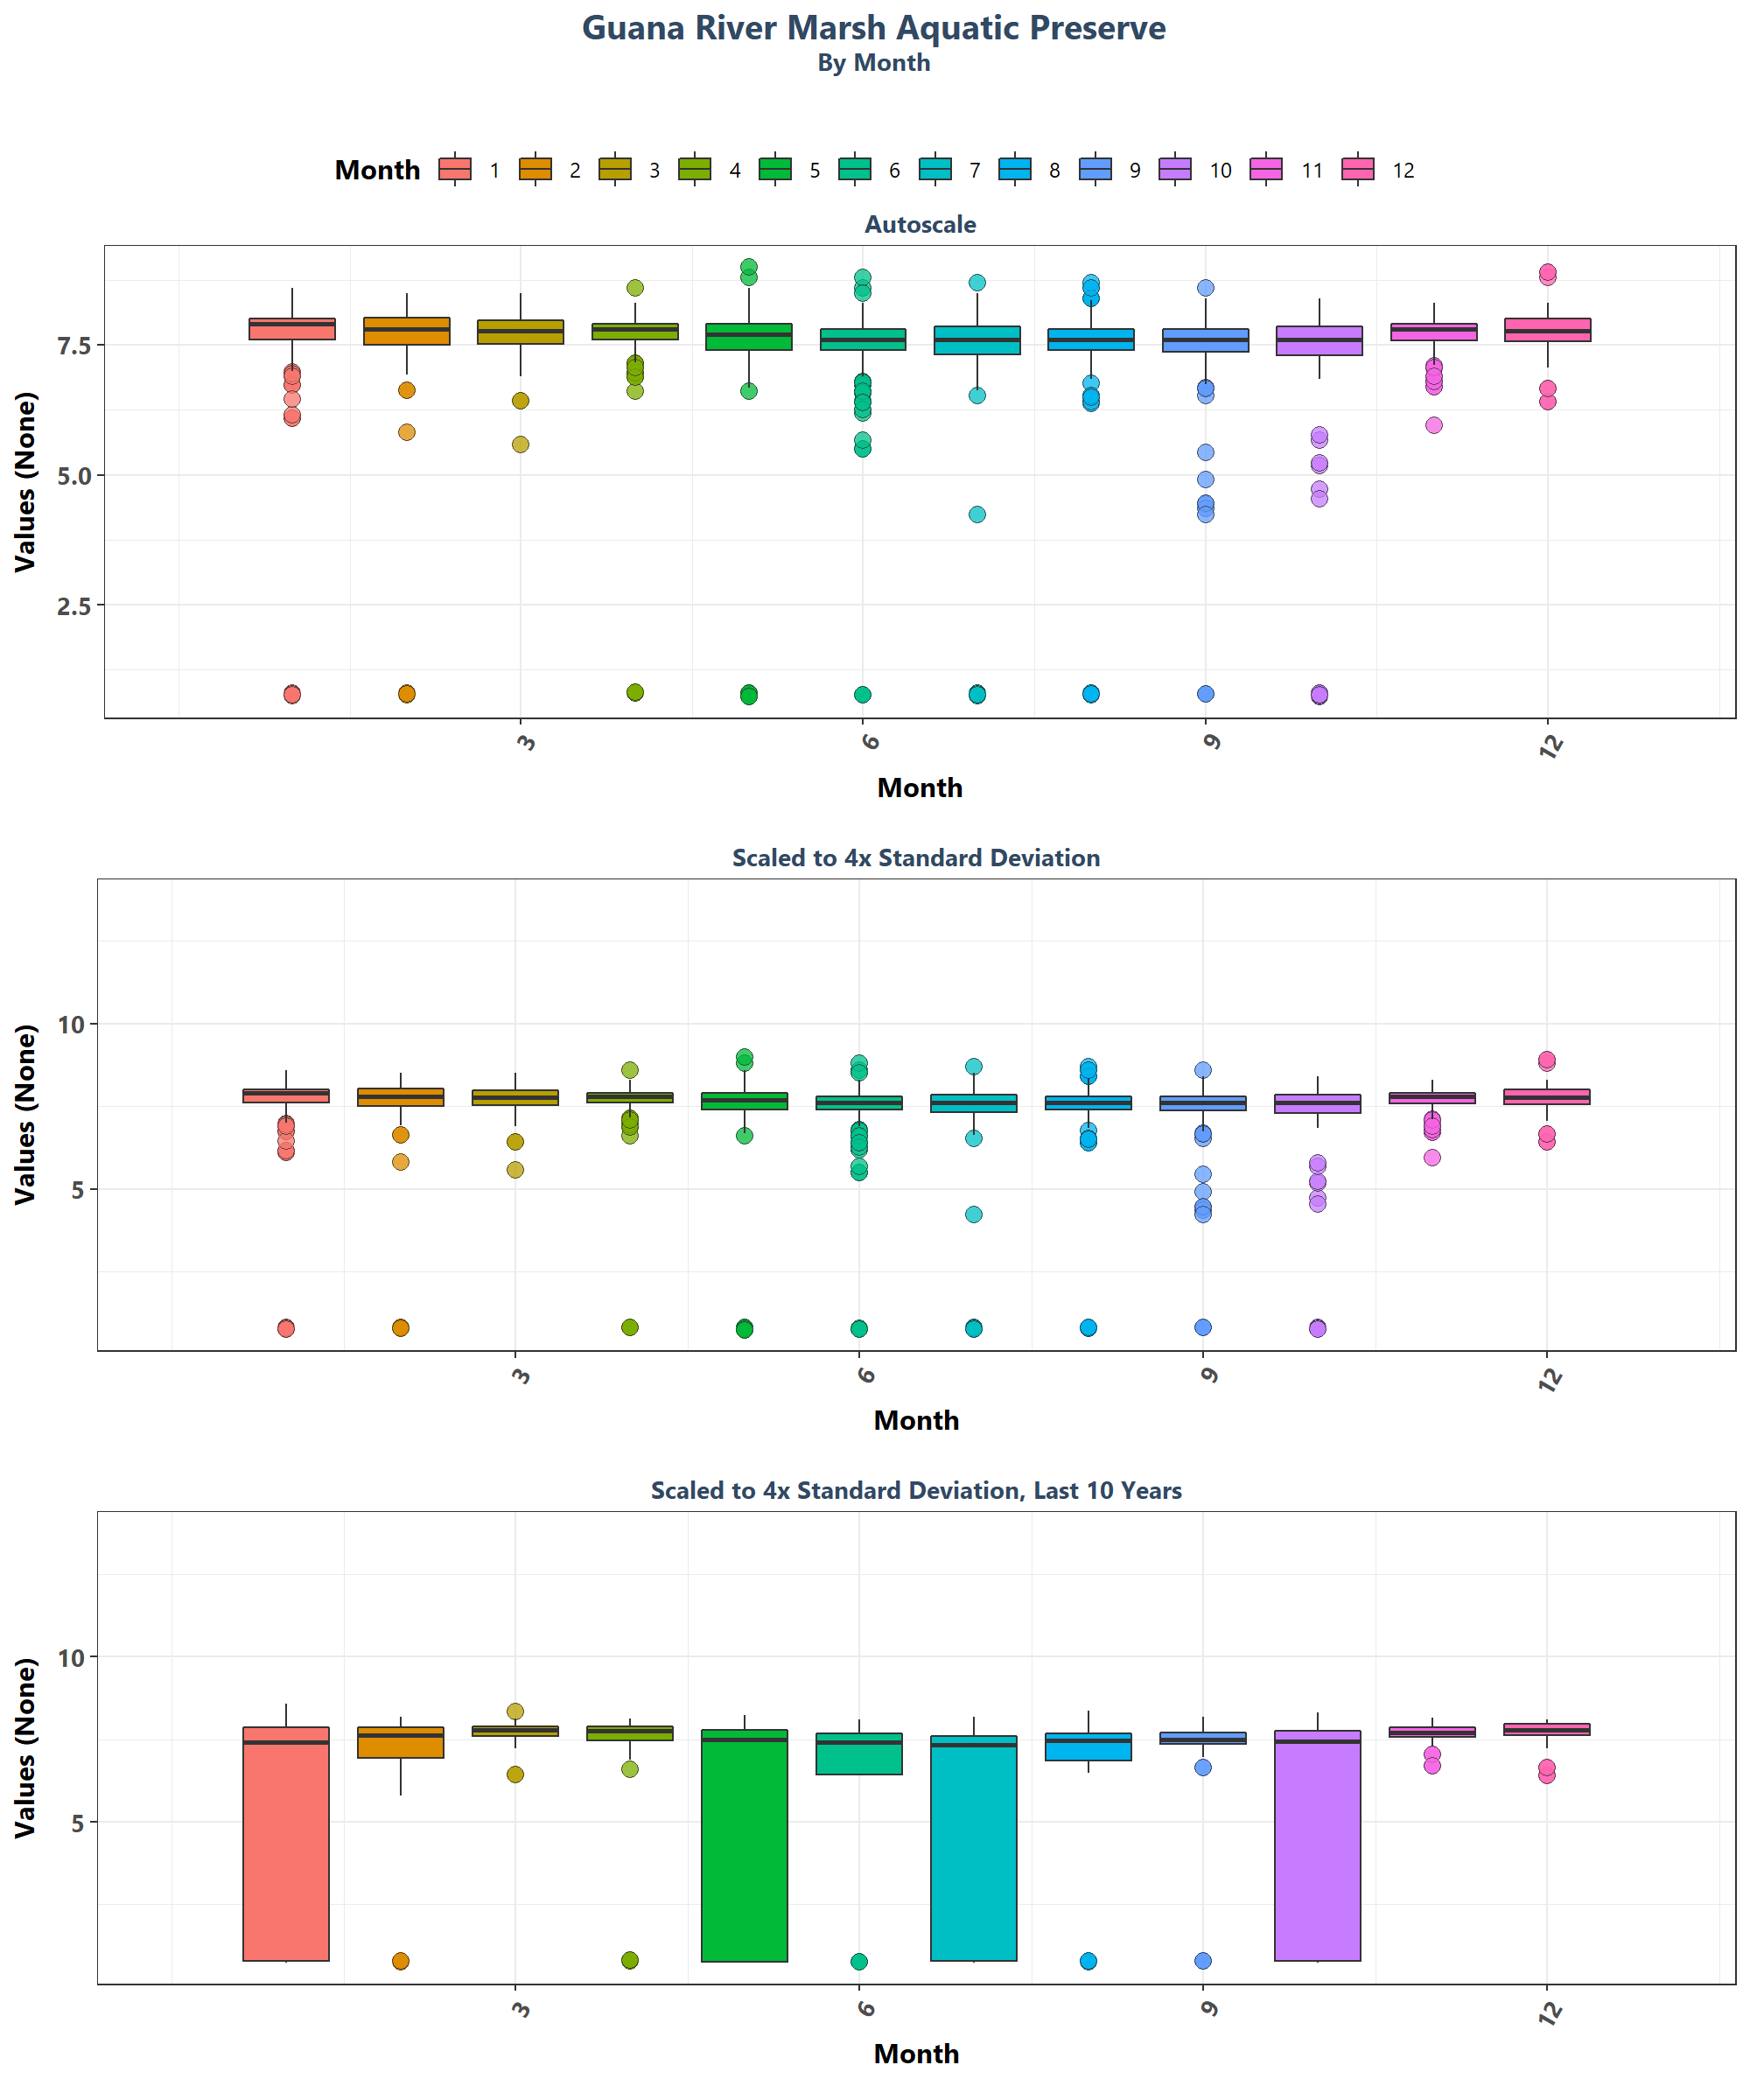 Guana River Marsh Aquatic Preserve
By Month
Month 1 2 3 4 5 6 7 8 9 10 11 12
Autoscale
Values (None)
7.5
5.0
2.5
3 6 9 12
Month
Scaled to 4x Standard Deviation
Values (None)
10
5
3 6 9 12
Month
Scaled to 4x Standard Deviation, Last 10 Years
Values (None)
10
5
3 6 9 12
Month